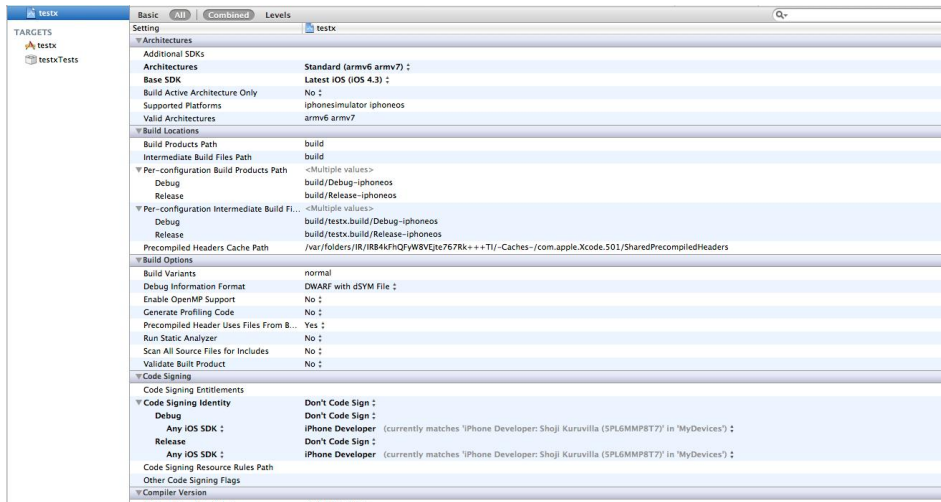 testx
Basic All Combined Levels
TARGETS
Setting testx
testx
testxTests
Architectures
Additional SDKs
Architectures Standard (armv6 armv7)
Base SDK Latest iOS (iOS 4.3)
Build Active Architecture Only No
Supported Platforms iphonesimulator iphoneos
Valid Architectures armv6 armv7
Build Locations
Build Products Path build
Intermediate Build Files Path build
Per-configuration Build Products Path <Multiple values>
Debug build/Debug-iphoneos
Release build/Release-iphoneos
Per-configuration Intermediate Build Fi... <Multiple values>
Debug build/testx.build/Debug-iphoneos
Release build/testx.build/Release-iphoneos
Precompiled Headers Cache Path /var/folders/IR/IRB4kFhQFyW8VEjte767Rk+++TI/-Caches-/com.apple.Xcode.501/SharedPrecompiledHeaders
Build Options
Build Variants normal
Debug Information Format DWARF with dSYM File
Enable OpenMP Support No
Generate Profiling Code No
Precompiled Header Uses Files From B... Yes
Run Static Analyzer No
Scan All Source Files for Includes No
Validate Built Product No
Code Signing
Code Signing Entitlements
Code Signing Identity Don't Code Sign
Debug Don't Code Sign
Any iOS SDK iPhone Developer (currently matches 'iPhone Developer: Shoji Kuruvilla (5PL6MMP8T7)' in 'MyDevices')
Release Don't Code Sign
Any iOS SDK iPhone Developer (currently matches 'iPhone Developer: Shoji Kuruvilla (5PL6MMP8T7)' in 'MyDevices')
Code Signing Resource Rules Path
Other Code Signing Flags
Compiler Version